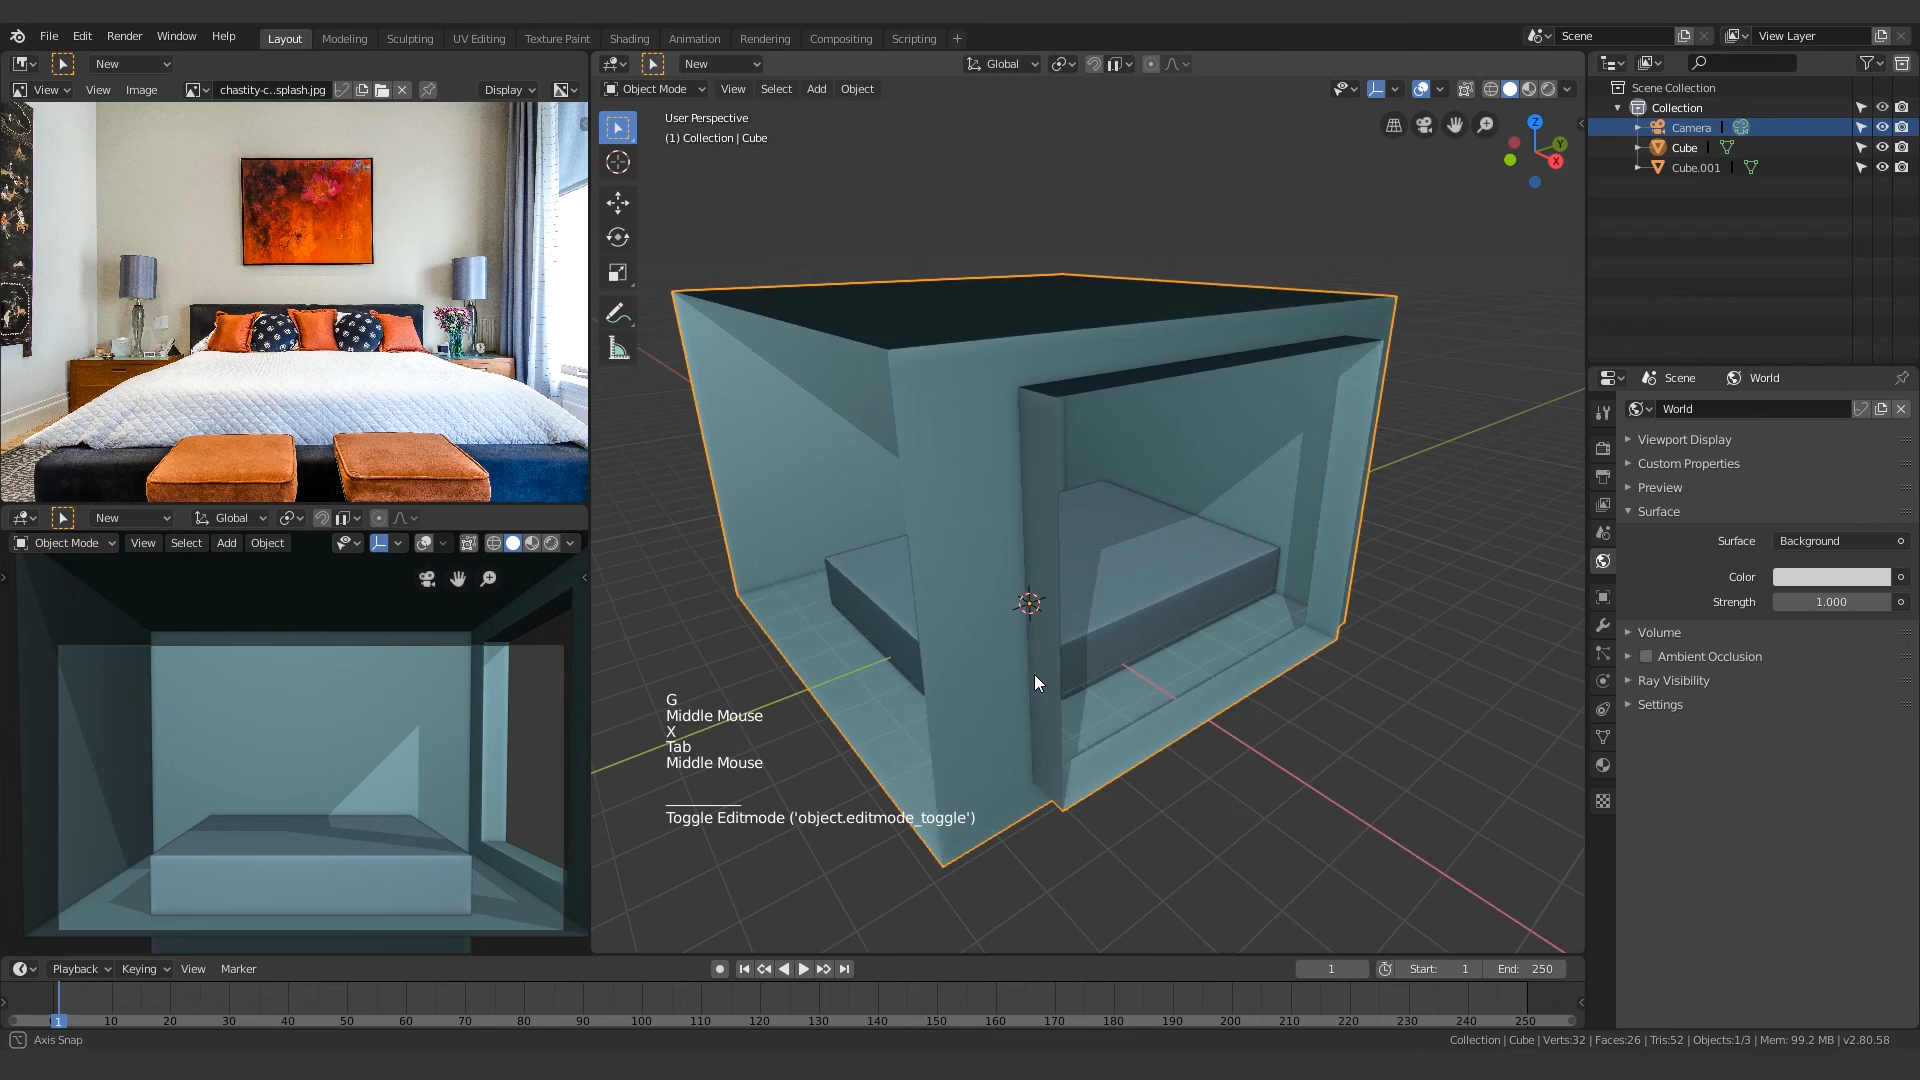 File Edit Render Window Help Layout Modeling Sculpting UV Editing Texture Paint Shading Animation Rendering Compositing Scripting + Scene View Layer
New New Global
View View Image chastity-c..splash.jpg Display Object Mode View Select Add Object
Scene Collection
Collection
Camera
Cube
Cube.001
User Perspective
(1) Collection | Cube
Z
Y
X
Scene World
World
Viewport Display
Custom Properties
Preview
Surface
Surface Background
Color
Strength 1.000
Volume
Ambient Occlusion
Ray Visibility
Settings
New Global
Object Mode View Select Add Object
G
Middle Mouse
X
Tab
Middle Mouse
Toggle Editmode ('object.editmode_toggle')
Playback Keying View Marker 1 Start: 1 End: 250
1 10 20 30 40 50 60 70 80 90 100 110 120 130 140 150 160 170 180 190 200 210 220 230 240 250
Axis Snap Collection | Cube | Verts:32 | Faces:26 | Tris:52 | Objects:1/3 | Mem: 99.2 MB | v2.80.58